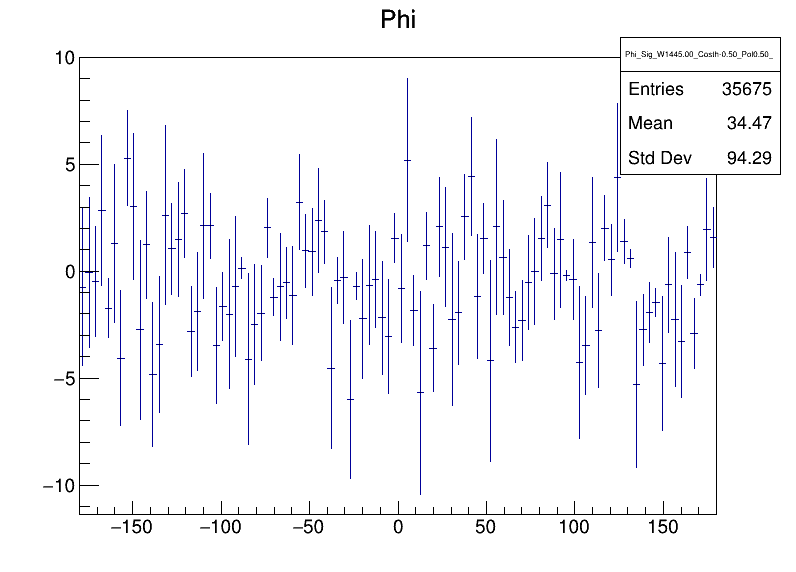 Phi
Phi_Sig_W1445.00_Costh-0.50_Pol0.50_
Entries 35675
Mean 34.47
Std Dev 94.29
10
5
0
−5
−10
−150 −100 −50 0 50 100 150